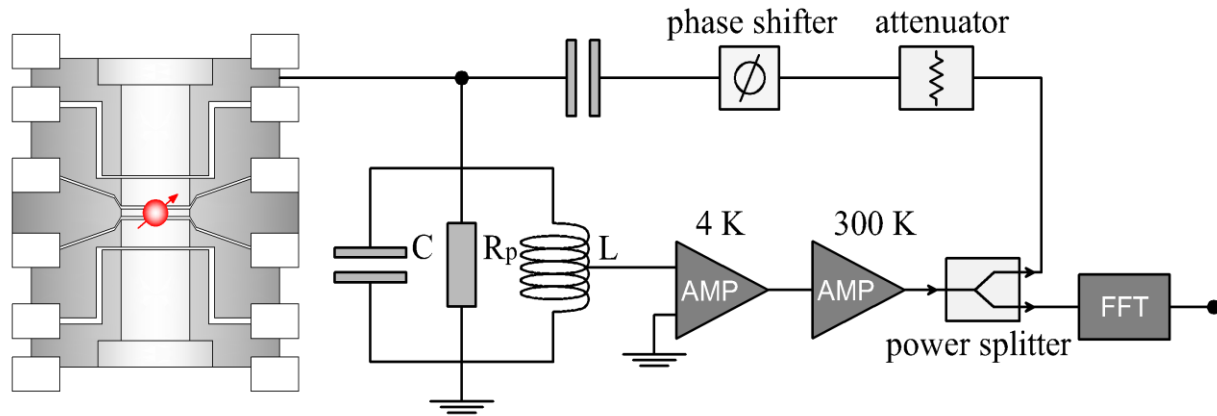 phase shifter
attenuator
C
Rp
L
4 K
300 K
AMP
AMP
power splitter
FFT